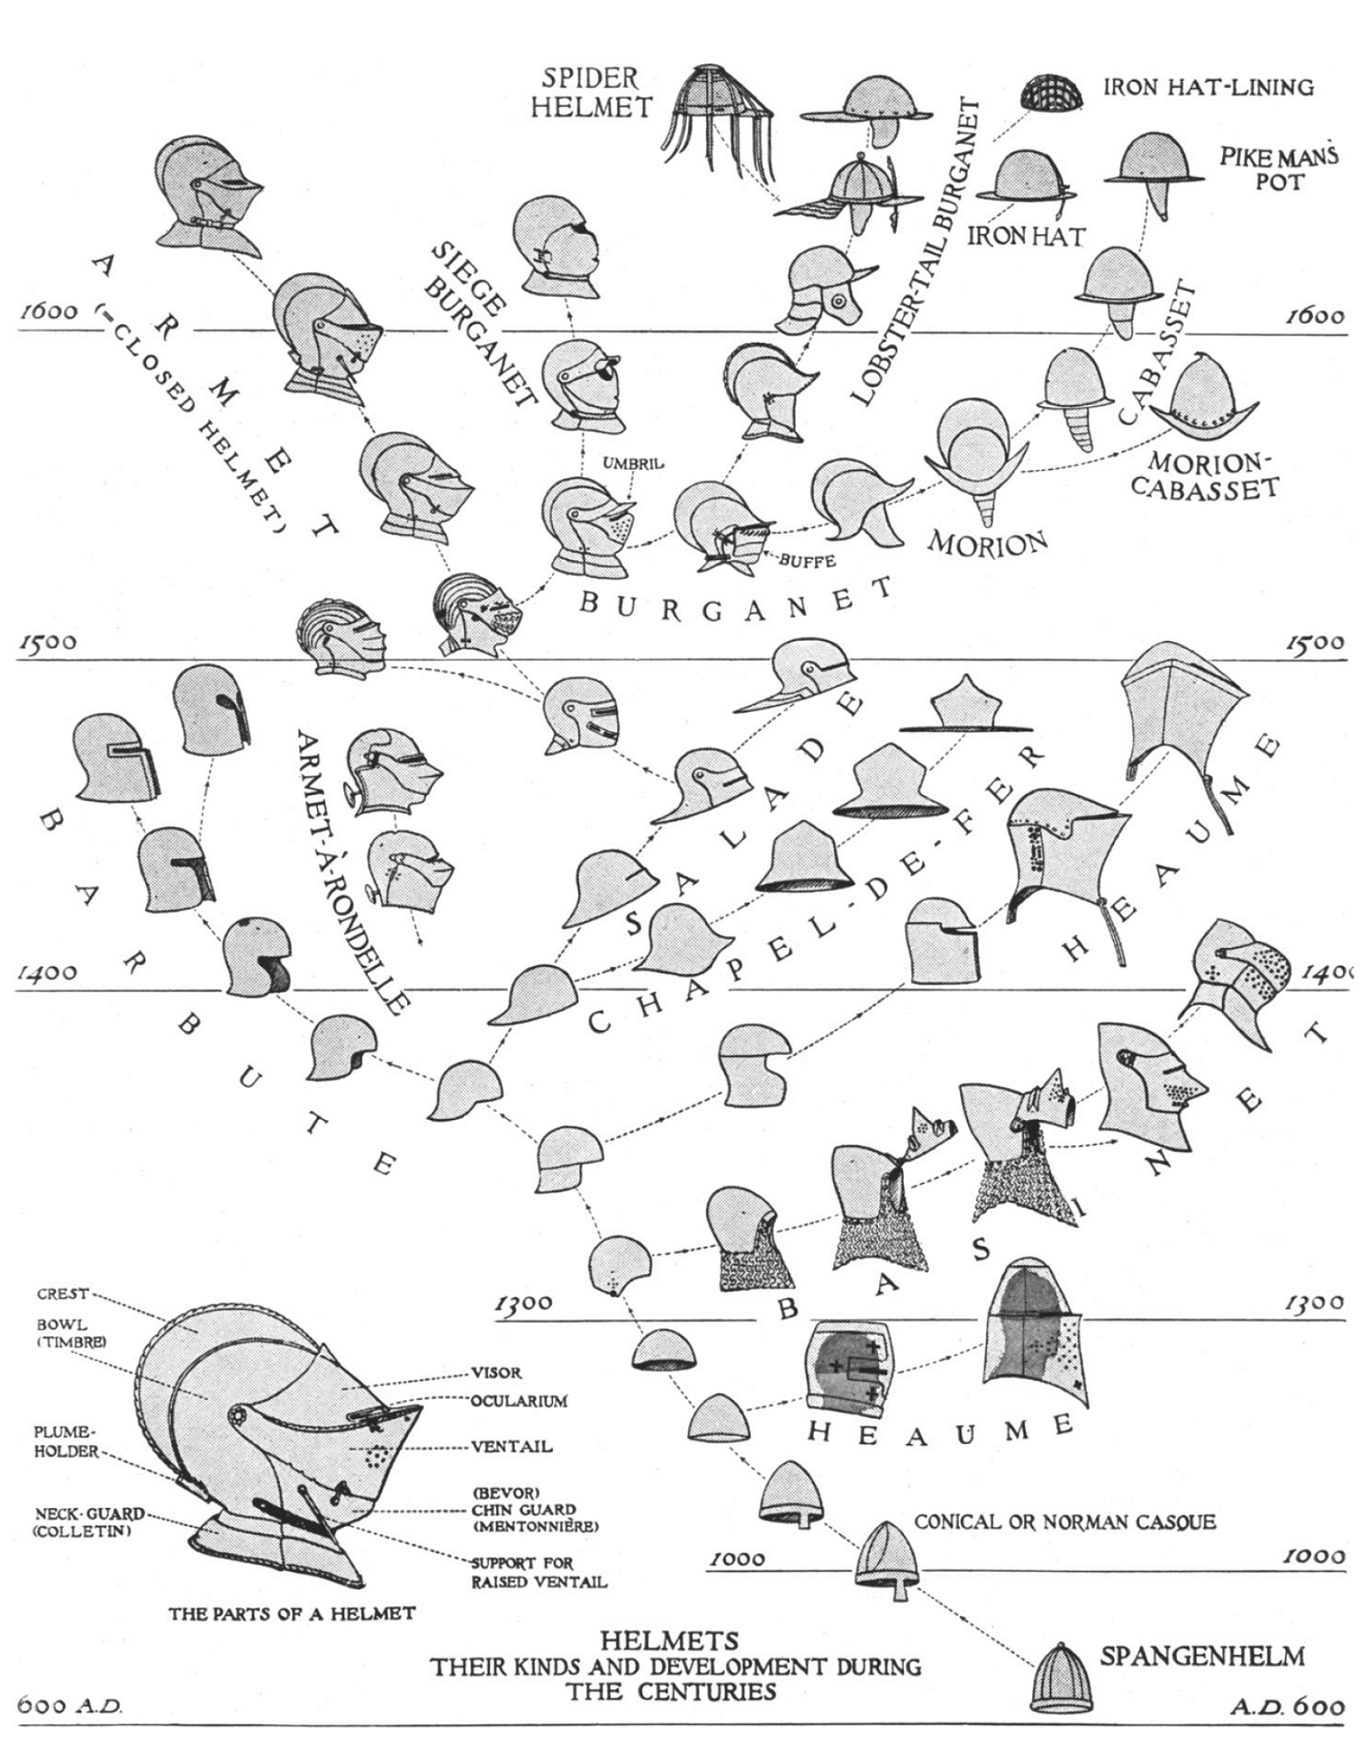 SPIDER
HELMET
IRON HAT-LINING
PIKE MAN'S
POT
IRON HAT
LOBSTER-TAIL BURGANET
SIEGE
BURGANET
ARMET
(=CLOSED HELMET)
1600
1600
CABASSET
MORION-
CABASSET
UMBRIL
MORION
BUFFE
BURGANET
1500
1500
SALADE
CHAPEL-DE-FER
HEAUME
ARMET-À-RONDELLE
BARBUTE
1400
140
BASINET
1300
1300
HEAUME
CREST
BOWL
(TIMBRE)
PLUME-
HOLDER
NECK-GUARD
(COLLETIN)
VISOR
OCULARIUM
VENTAIL
(BEVOR)
CHIN GUARD
(MENTONNIÈRE)
SUPPORT FOR
RAISED VENTAIL
THE PARTS OF A HELMET
CONICAL OR NORMAN CASQUE
1000
1000
HELMETS
THEIR KINDS AND DEVELOPMENT DURING
THE CENTURIES
SPANGENHELM
600 A.D.
A.D. 600